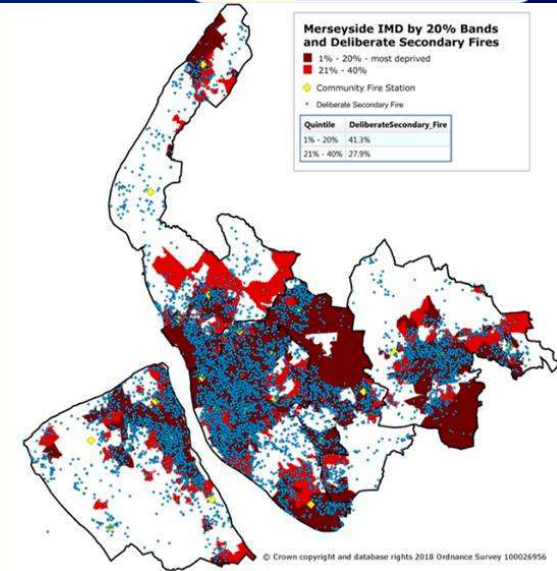 Merseyside IMD by 20% Bands
and Deliberate Secondary Fires
1% - 20% - most deprived
21% - 40%
Community Fire Station
Deliberate Secondary Fire
Quintile DeliberateSecondary_Fire
1% - 20% 41.3%
21% - 40% 27.9%
© Crown copyright and database rights 2018 Ordnance Survey 100026956